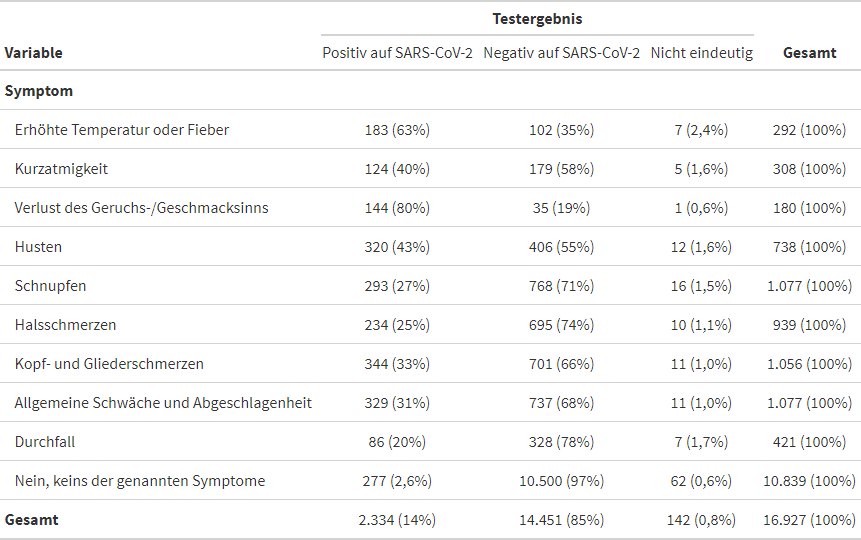 Testergebnis
Variable Positiv auf SARS-CoV-2 Negativ auf SARS-CoV-2 Nicht eindeutig Gesamt
Symptom
Erhöhte Temperatur oder Fieber 183 (63%) 102 (35%) 7 (2,4%) 292 (100%)
Kurzatmigkeit 124 (40%) 179 (58%) 5 (1,6%) 308 (100%)
Verlust des Geruchs-/Geschmacksinns 144 (80%) 35 (19%) 1 (0,6%) 180 (100%)
Husten 320 (43%) 406 (55%) 12 (1,6%) 738 (100%)
Schnupfen 293 (27%) 768 (71%) 16 (1,5%) 1.077 (100%)
Halsschmerzen 234 (25%) 695 (74%) 10 (1,1%) 939 (100%)
Kopf- und Gliederschmerzen 344 (33%) 701 (66%) 11 (1,0%) 1.056 (100%)
Allgemeine Schwäche und Abgeschlagenheit 329 (31%) 737 (68%) 11 (1,0%) 1.077 (100%)
Durchfall 86 (20%) 328 (78%) 7 (1,7%) 421 (100%)
Nein, keins der genannten Symptome 277 (2,6%) 10.500 (97%) 62 (0,6%) 10.839 (100%)
Gesamt 2.334 (14%) 14.451 (85%) 142 (0,8%) 16.927 (100%)